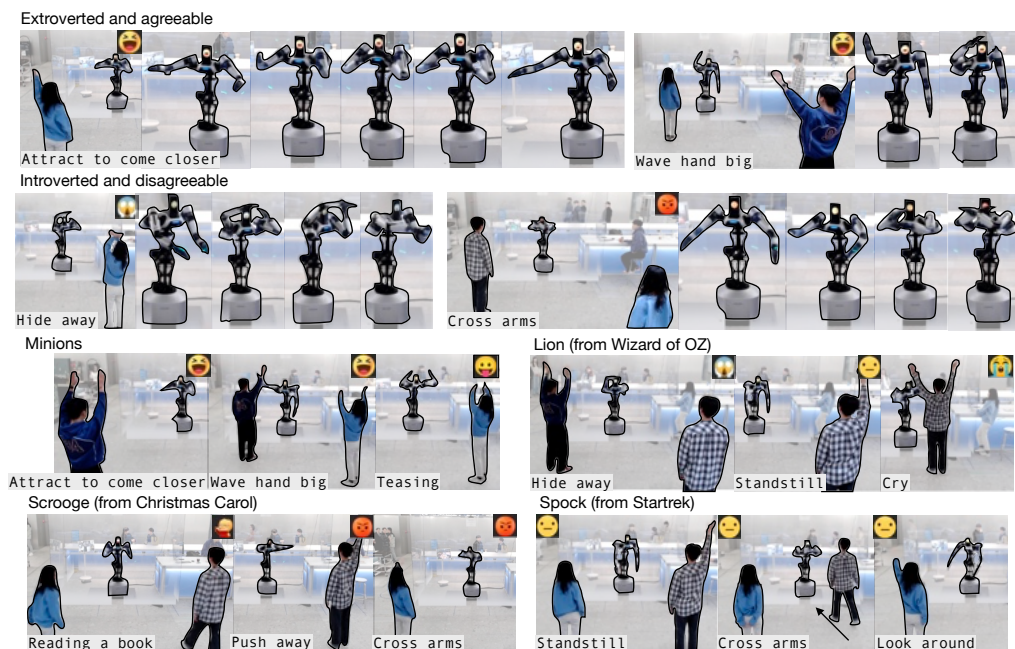 Extroverted and agreeable
Attract to come closer
Wave hand big
Introverted and disagreeable
Hide away
Cross arms
Minions
Lion (from Wizard of OZ)
Attract to come closer
Wave hand big
Teasing
Hide away
Standstill
Cry
Scrooge (from Christmas Carol)
Spock (from Startrek)
Reading a book
Push away
Cross arms
Standstill
Cross arms
Look around